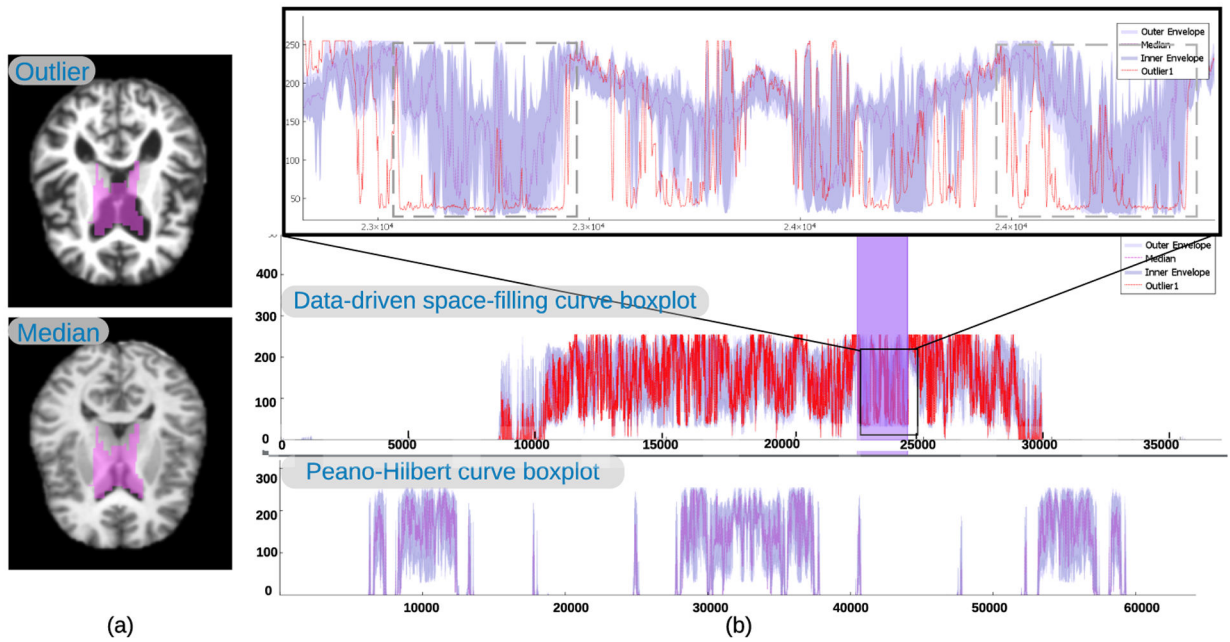 Outlier
Median
(a)
250
200
150
100
50
2.3×10⁴
2.3×10⁴
2.4×10⁴
2.4×10⁴
Outer Envelope
Median
Inner Envelope
Outlier1
Data-driven space-filling curve boxplot
400
300
200
100
0
0
5000
10000
15000
20000
25000
30000
35000
Outer Envelope
Median
Inner Envelope
Outlier1
Peano-Hilbert curve boxplot
300
200
100
0
10000
20000
30000
40000
50000
60000
(b)